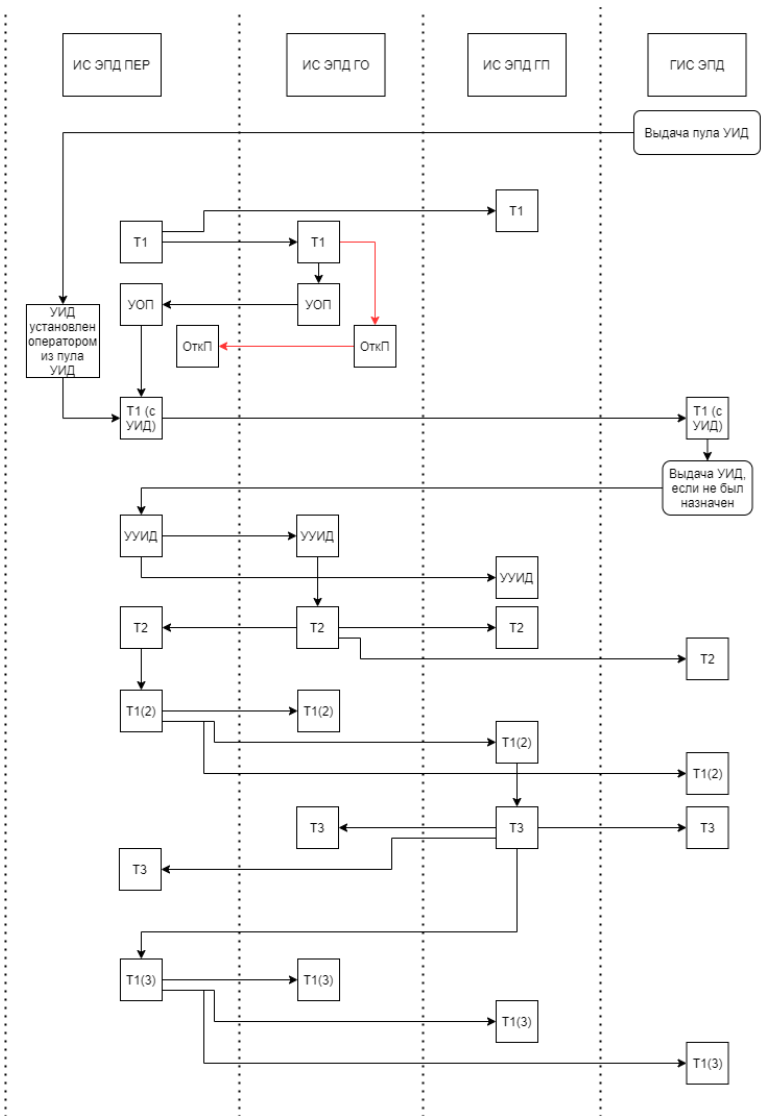 ИС ЭПД ПЕР
ИС ЭПД ГО
ИС ЭПД ГП
ГИС ЭПД
Выдача пула УИД
Т1
Т1
Т1
УОП
УОП
УИД
установлен
оператором
из пула
УИД
ОткП
ОткП
Т1 (с
УИД)
Т1 (с
УИД)
Выдача УИД,
если не был
назначен
УУИД
УУИД
УУИД
Т2
Т2
Т2
Т2
Т1(2)
Т1(2)
Т1(2)
Т1(2)
Т3
Т3
Т3
Т3
Т1(3)
Т1(3)
Т1(3)
Т1(3)